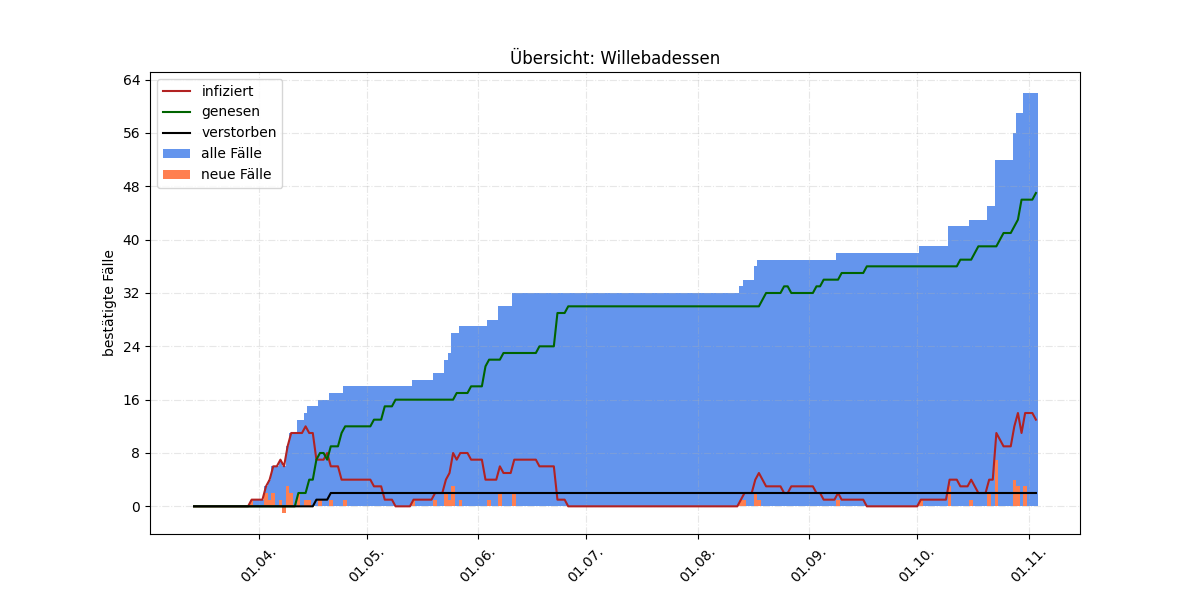 Übersicht: Willebadessen
infiziert
genesen
verstorben
alle Fälle
neue Fälle
bestätigte Fälle
64
56
48
40
32
24
16
8
0
01.04.
01.05.
01.06.
01.07.
01.08.
01.09.
01.10.
01.11.